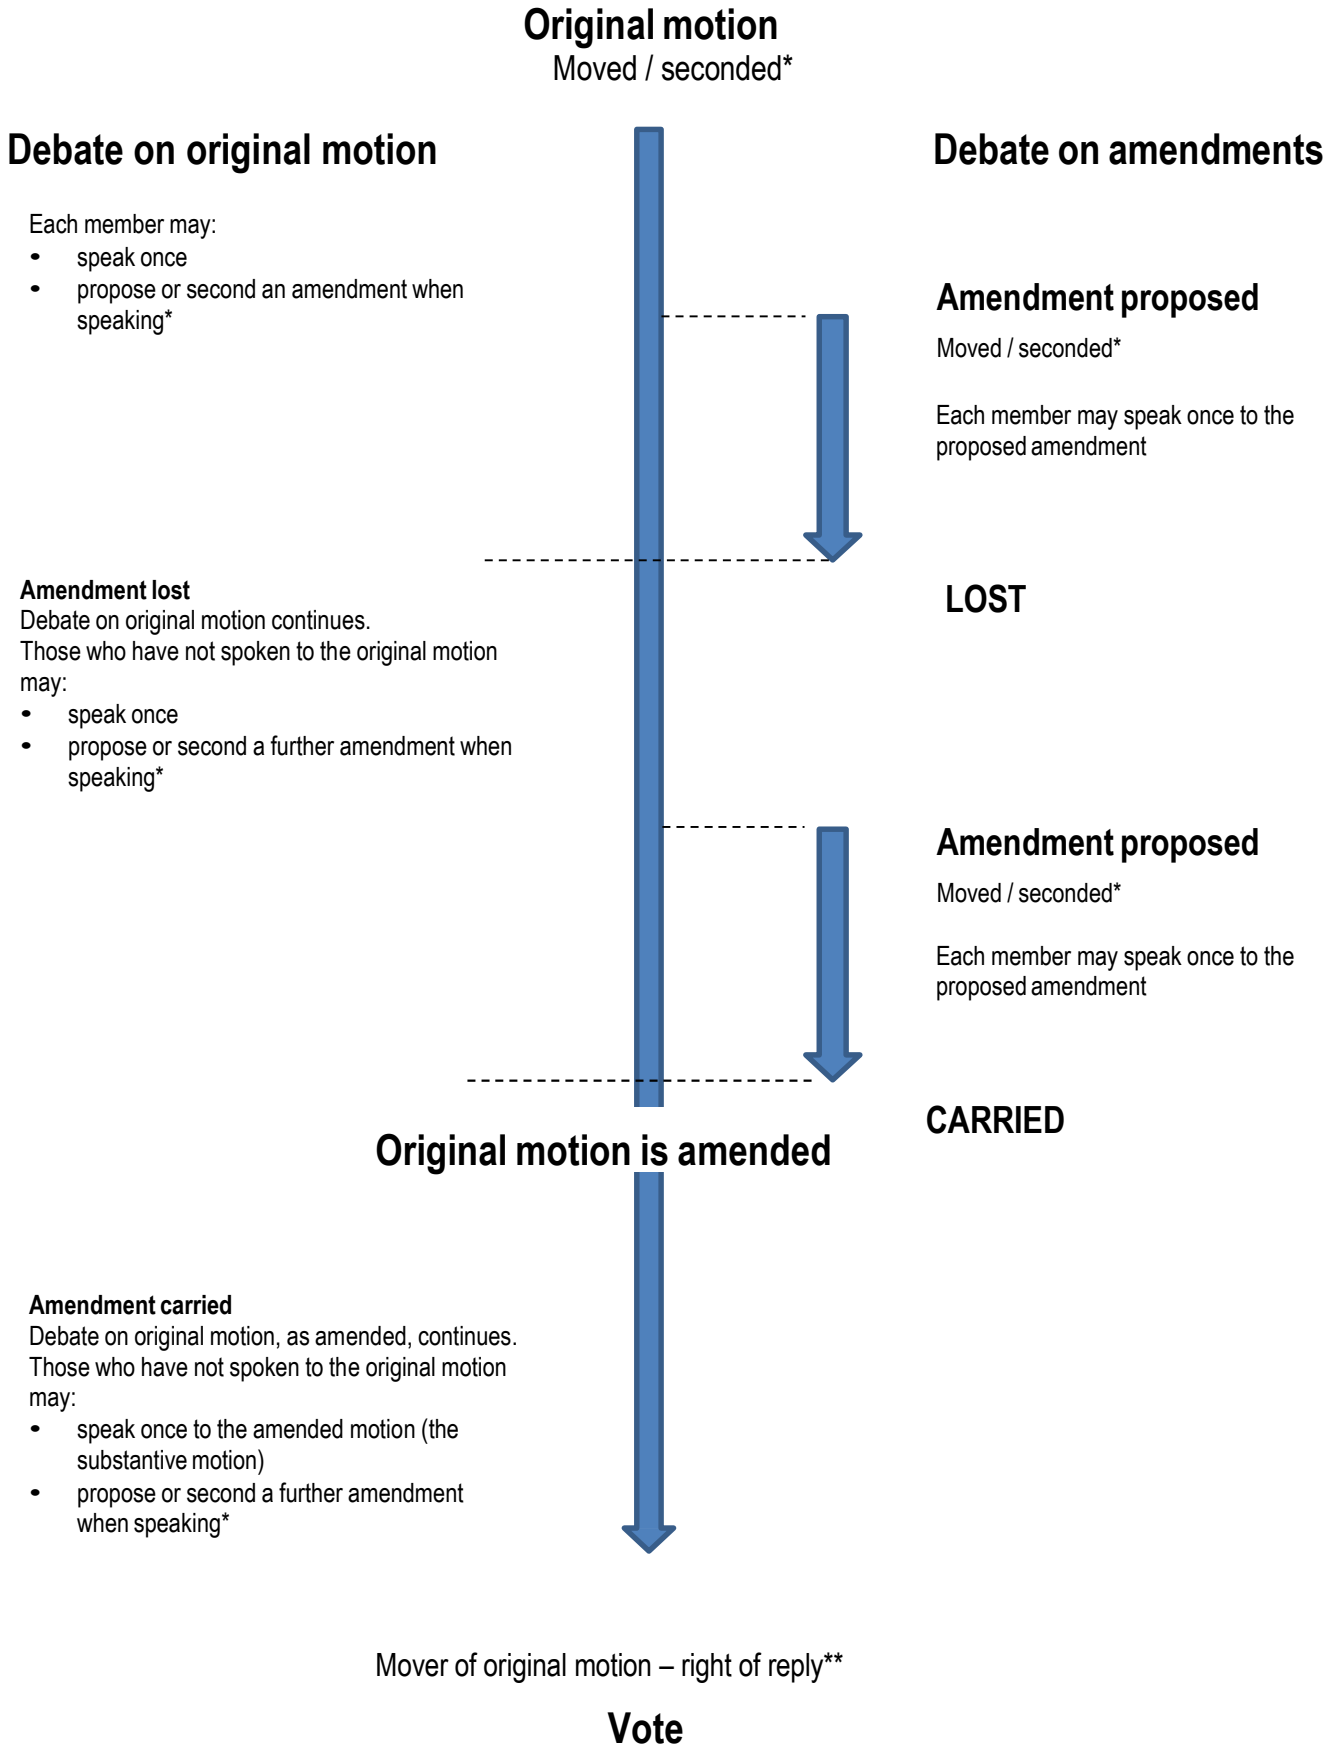 Original motion
Moved / seconded*
Debate on original motion
Debate on amendments
Each member may:
• speak once
• propose or second an amendment when
speaking*
Amendment proposed
Moved / seconded*
Each member may speak once to the
proposed amendment
LOST
Amendment lost
Debate on original motion continues.
Those who have not spoken to the original motion
may:
• speak once
• propose or second a further amendment when
speaking*
Amendment proposed
Moved / seconded*
Each member may speak once to the
proposed amendment
CARRIED
Original motion is amended
Amendment carried
Debate on original motion, as amended, continues.
Those who have not spoken to the original motion
may:
• speak once to the amended motion (the
substantive motion)
• propose or second a further amendment
when speaking*
Mover of original motion – right of reply**
Vote